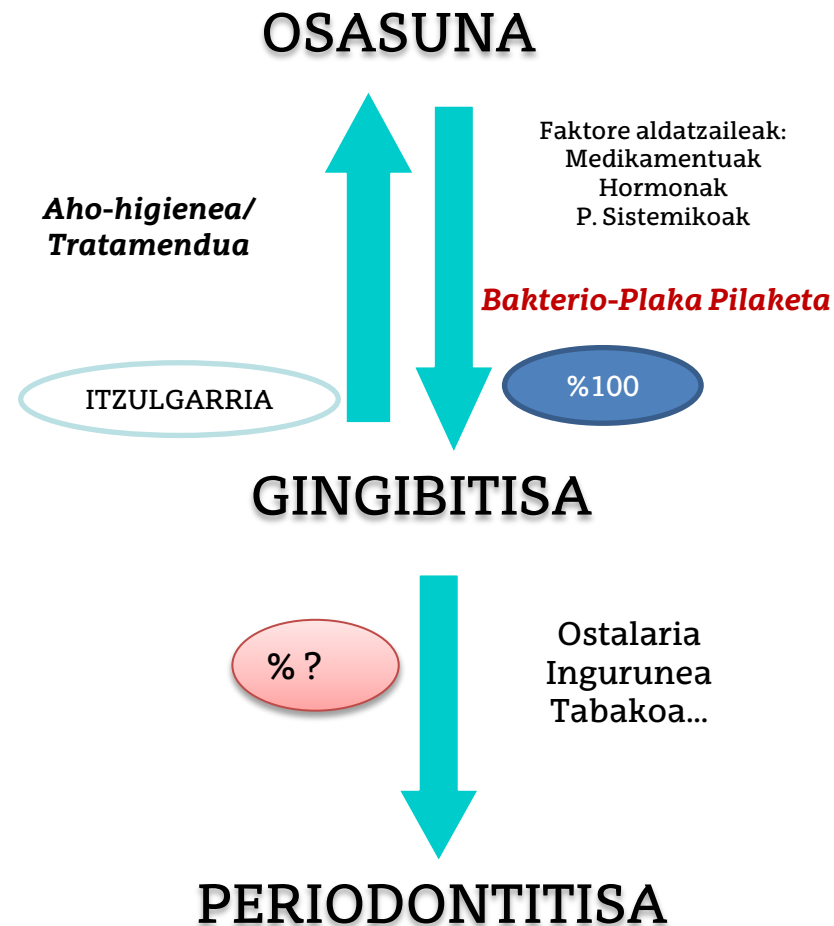 OSASUNA
Faktore aldatzaileak:
Medikamentuak
Hormonak
P. Sistemikoak
Aho-higienea/
Tratamendua
Bakterio-Plaka Pilaketa
ITZULGARRIA
%100
GINGIBITISA
% ?
Ostalaria
Ingurunea
Tabakoa...
PERIODONTITISA